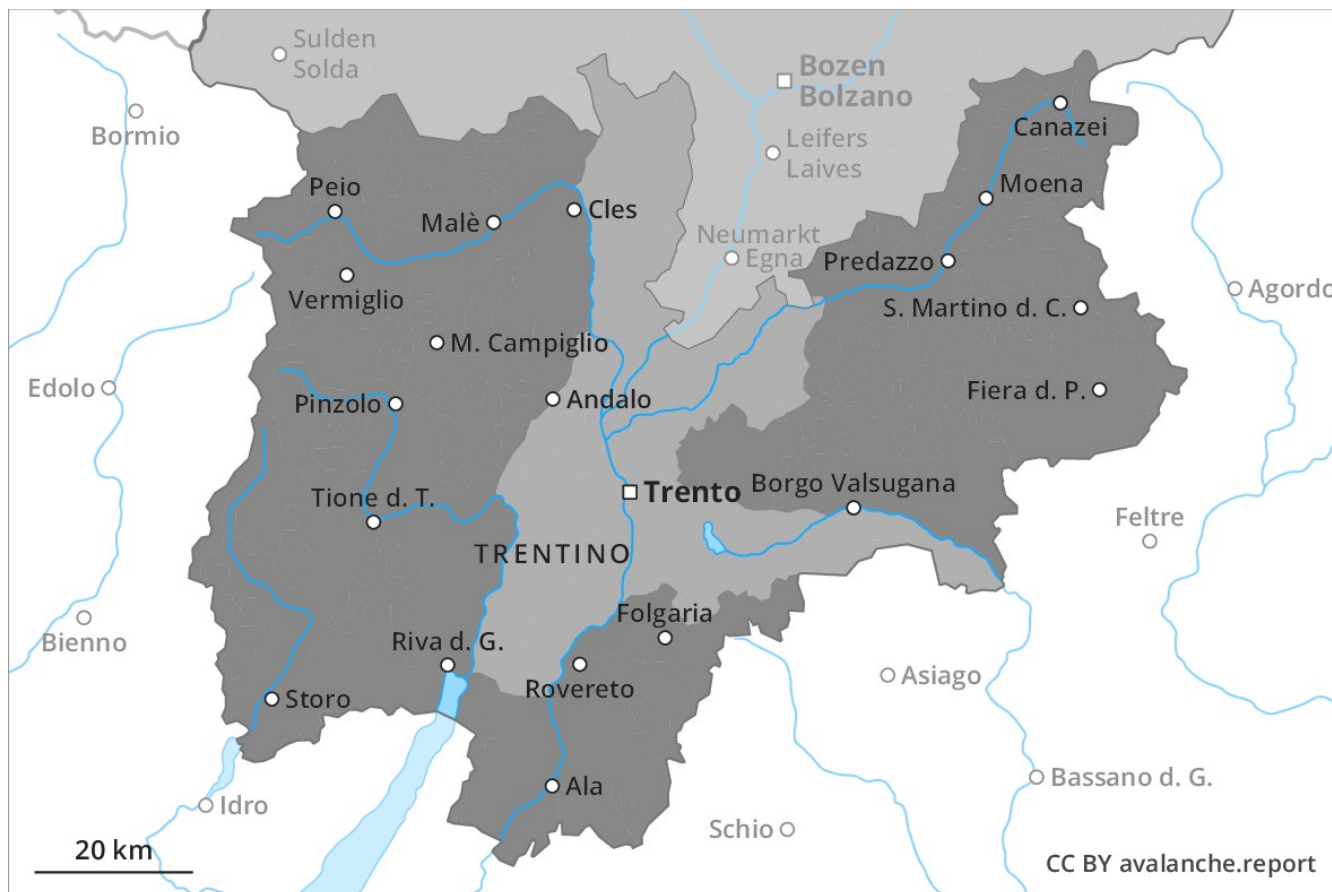 Sulden
Solda
Bozen
Bolzano
Bormio
Canazei
Leifers
Laives
Peio
Moena
Malè
Cles
Neumarkt
Egna
Predazzo
Vermiglio
Agordo
S. Martino d. C.
M. Campiglio
Edolo
Andalo
Fiera d. P.
Pinzolo
Borgo Valsugana
Trento
Tione d. T.
Feltre
TRENTINO
Folgaria
Bienno
Riva d. G.
Asiago
Rovereto
Storo
Bassano d. G.
Ala
Idro
Schio
20 km
CC BY avalanche.report